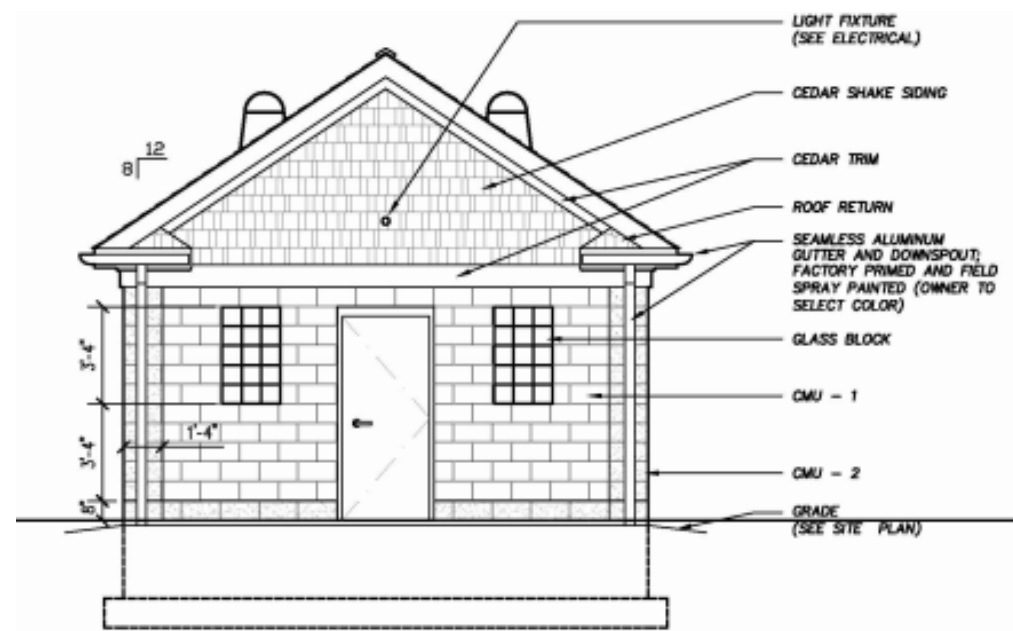 LIGHT FIXTURE
(SEE ELECTRICAL)
CEDAR SHAKE SIDING
12
8
CEDAR TRIM
ROOF RETURN
SEAMLESS ALUMINUM
GUTTER AND DOWNSPOUT;
FACTORY PRIMED AND FIELD
SPRAY PAINTED (OWNER TO
SELECT COLOR)
GLASS BLOCK
3'-4"
CMU - 1
1'-4"
3'-4"
CMU - 2
8"
GRADE
(SEE SITE PLAN)